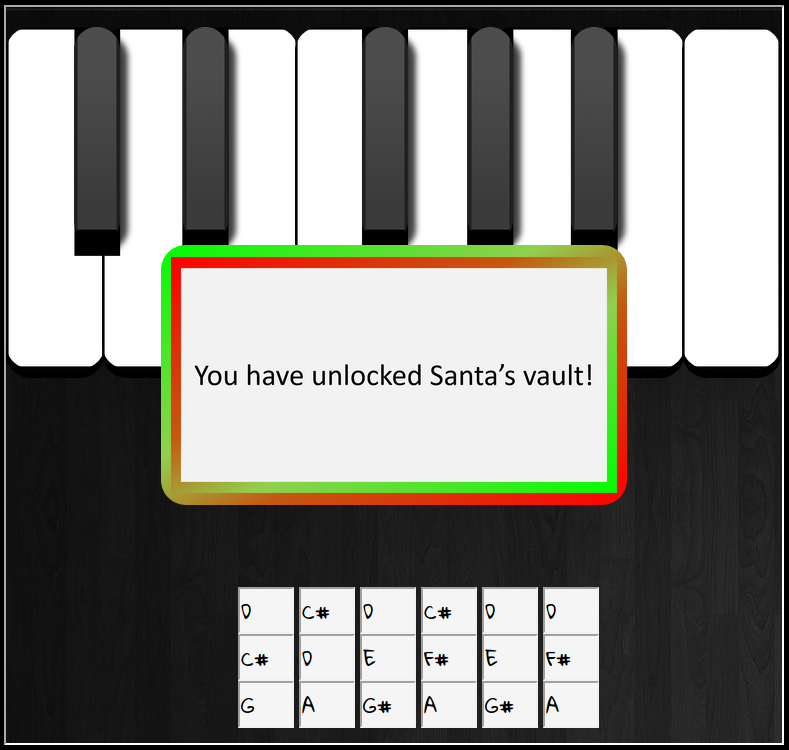 You have unlocked Santa’s vault!
D C# D C# D D
C# D E F# E F#
G A G# A G# A